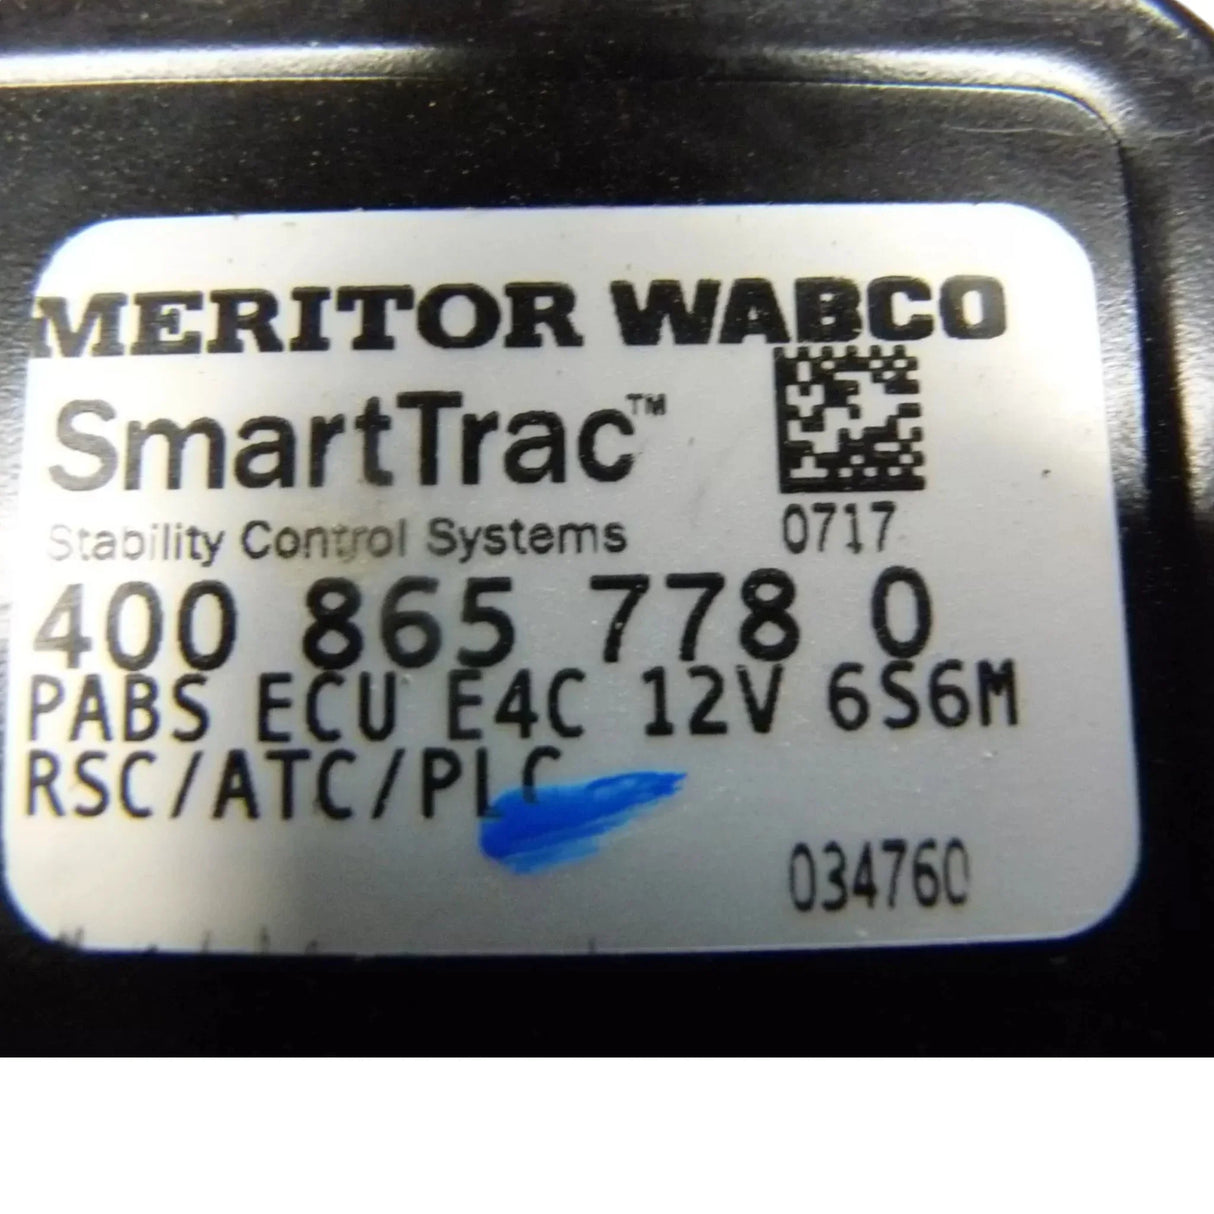 MERITOR WABCO
SmartTrac™
Stability Control Systems
0717
400 865 778 0
PABS ECU E4C 12V 6S6M
RSC/ATC/PLC
034760